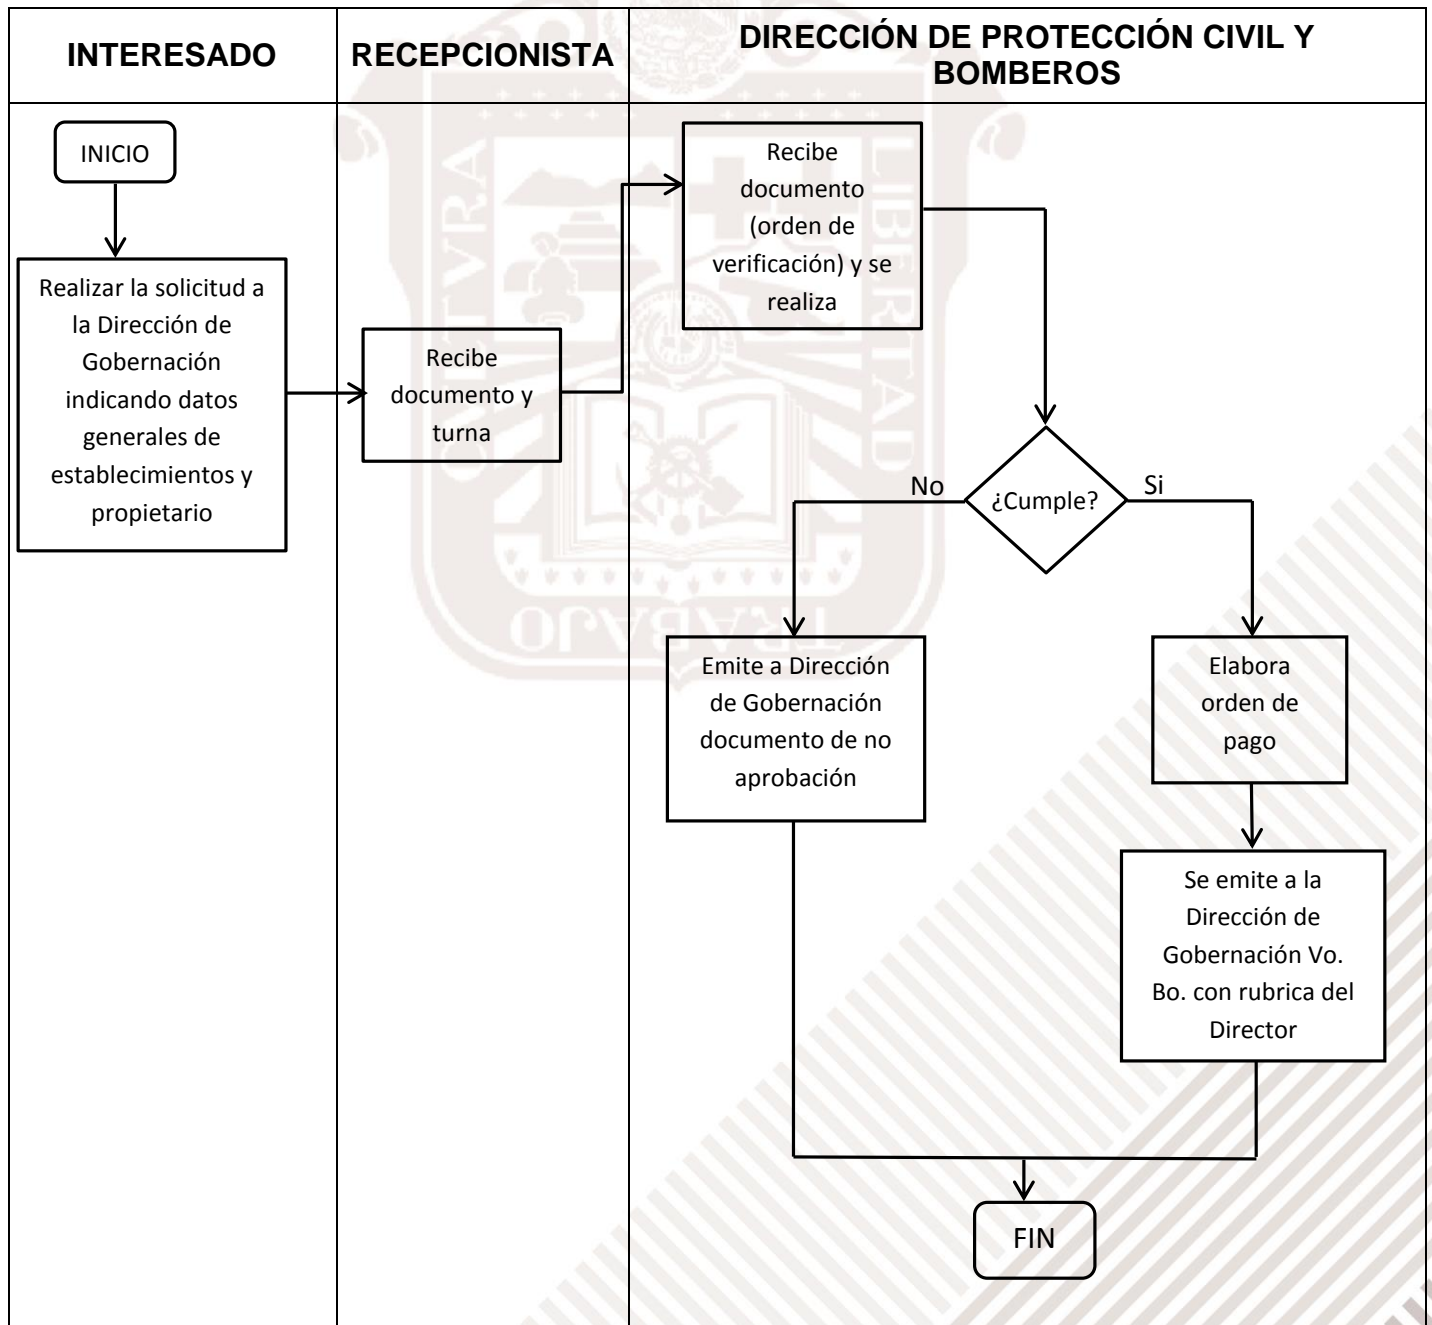 INTERESADO
RECEPCIONISTA
DIRECCIÓN DE PROTECCIÓN CIVIL Y
BOMBEROS
INICIO
Realizar la solicitud a
la Dirección de
Gobernación
indicando datos
generales de
establecimientos y
propietario
Recibe
documento y
turna
Recibe
documento
(orden de
verificación) y se
realiza
¿Cumple?
No
Si
Emite a Dirección
de Gobernación
documento de no
aprobación
Elabora
orden de
pago
Se emite a la
Dirección de
Gobernación Vo.
Bo. con rubrica del
Director
FIN
CVLTVRA
LIBERTAD
TRABAJO